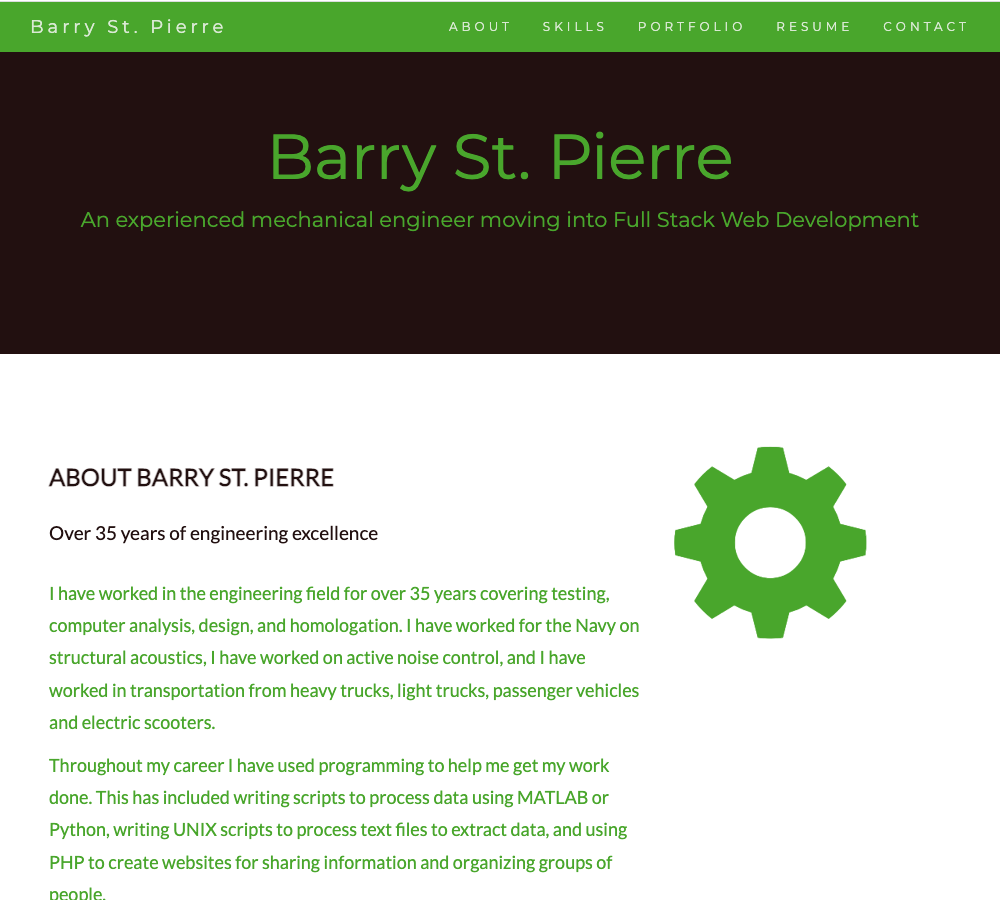 Barry St. Pierre
ABOUT SKILLS PORTFOLIO RESUME CONTACT
Barry St. Pierre
An experienced mechanical engineer moving into Full Stack Web Development
ABOUT BARRY ST. PIERRE
Over 35 years of engineering excellence
I have worked in the engineering field for over 35 years covering testing,
computer analysis, design, and homologation. I have worked for the Navy on
structural acoustics, I have worked on active noise control, and I have
worked in transportation from heavy trucks, light trucks, passenger vehicles
and electric scooters.
Throughout my career I have used programming to help me get my work
done. This has included writing scripts to process data using MATLAB or
Python, writing UNIX scripts to process text files to extract data, and using
PHP to create websites for sharing information and organizing groups of
people.